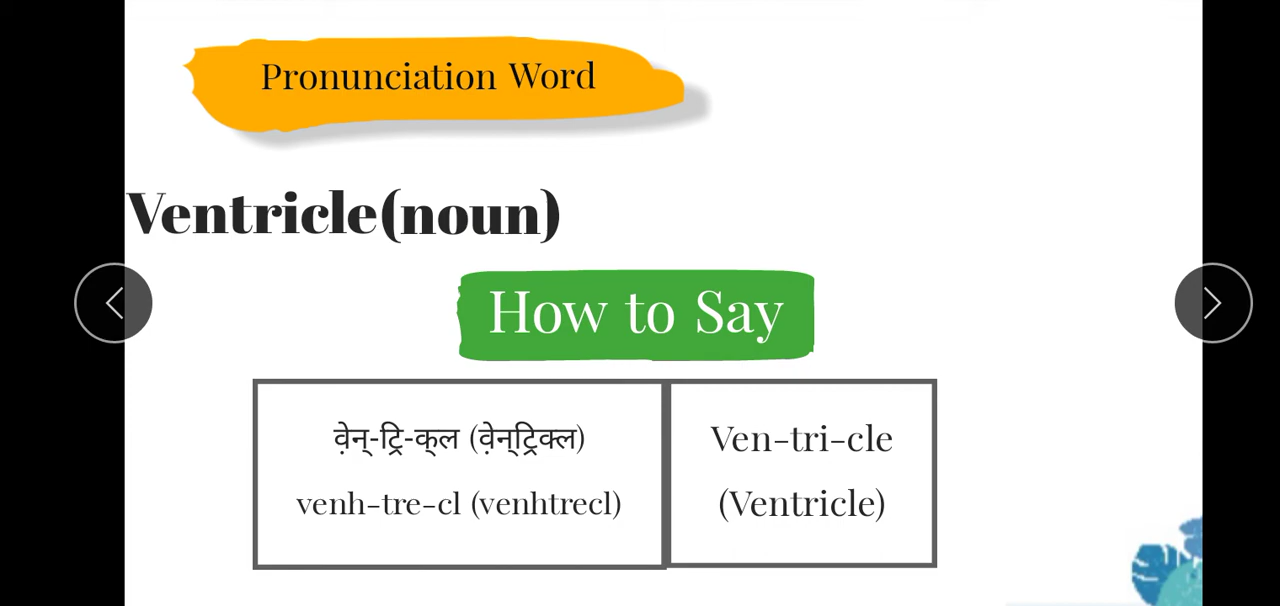 Pronunciation Word
Ventricle(noun)
How to Say
वे़न्-ट्रि-क्ल (वे़न्ट्रिक्ल)
venh-tre-cl (venhtrecl)
Ven-tri-cle
(Ventricle)